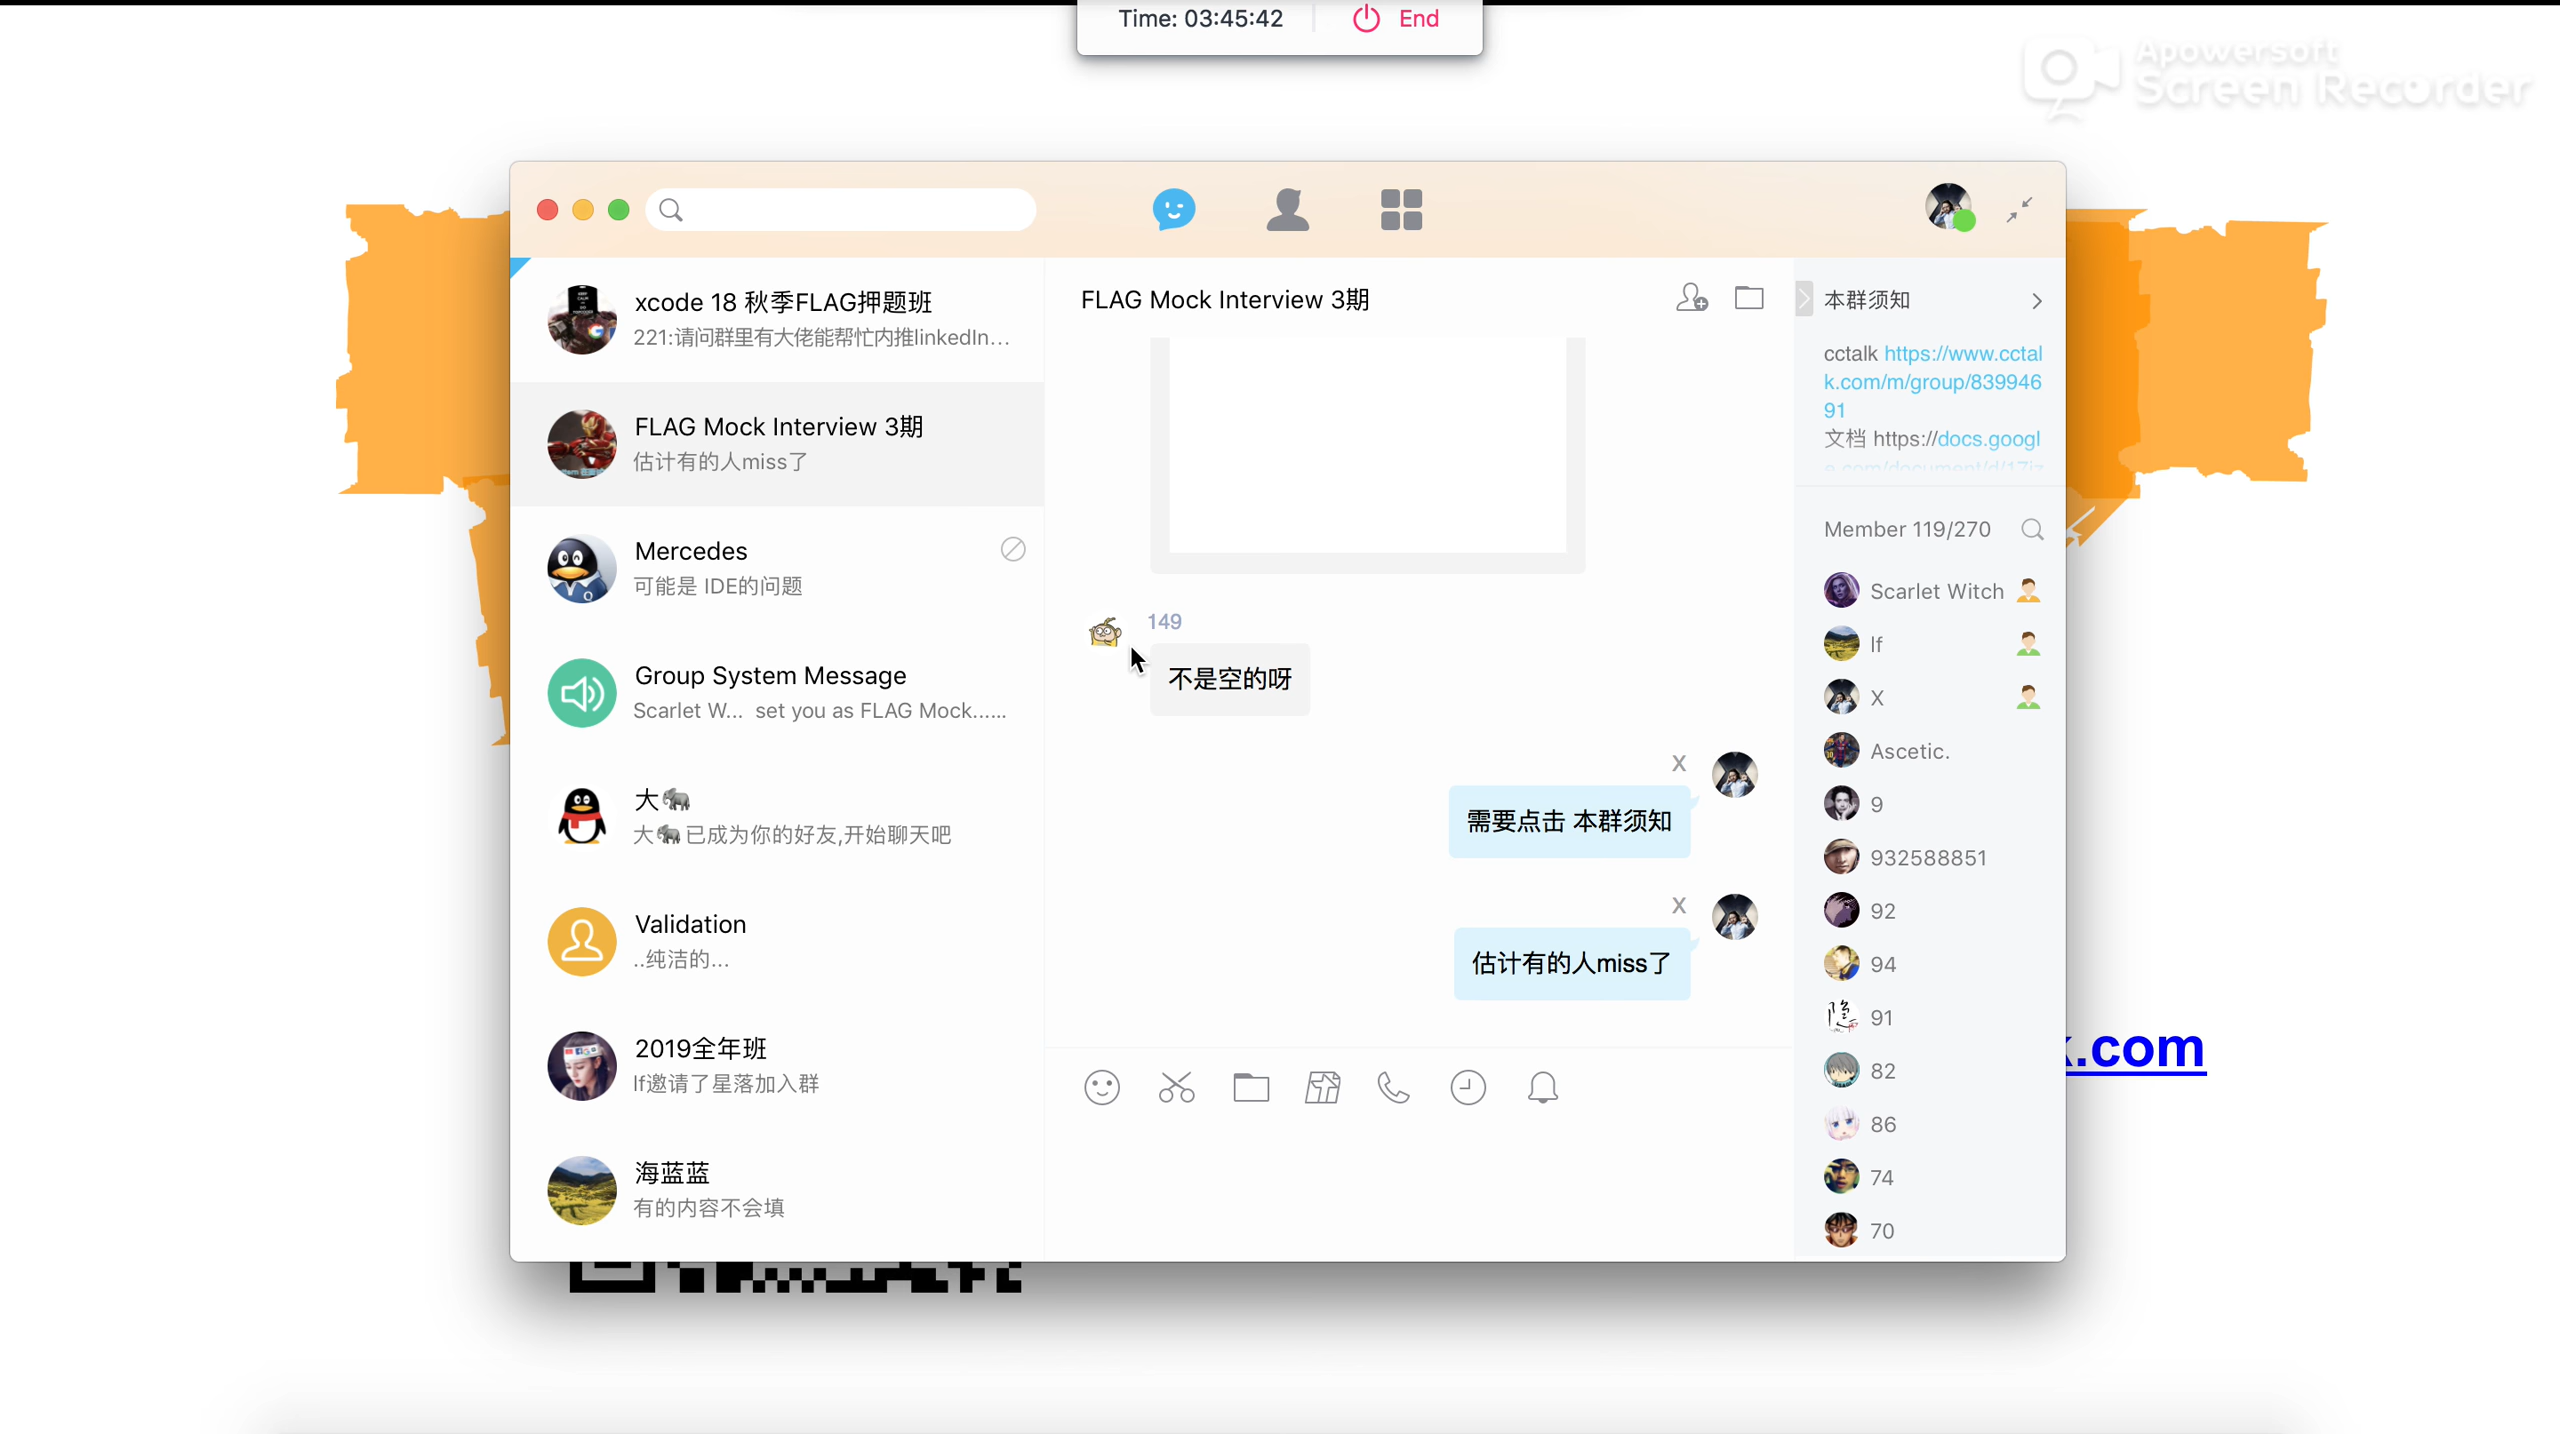 Time: 03:45:42
End
Apowersoft
Screen Recorder
xcode 18 秋季FLAG押题班
221:请问群里有大佬能帮忙内推linkedIn...
FLAG Mock Interview 3期
估计有的人miss了
Mercedes
可能是 IDE的问题
Group System Message
Scarlet W... set you as FLAG Mock......
大🐘
大🐘已成为你的好友,开始聊天吧
Validation
..纯洁的...
2019全年班
lf邀请了星落加入群
海蓝蓝
有的内容不会填
FLAG Mock Interview 3期
149
不是空的呀
X
需要点击 本群须知
X
估计有的人miss了
本群须知
cctalk https://www.cctal
k.com/m/group/839946
91
文档 https://docs.googl
e.com/document/d/17jz
Member 119/270
Scarlet Witch
lf
X
Ascetic.
9
932588851
92
94
91
82
86
74
70
k.com